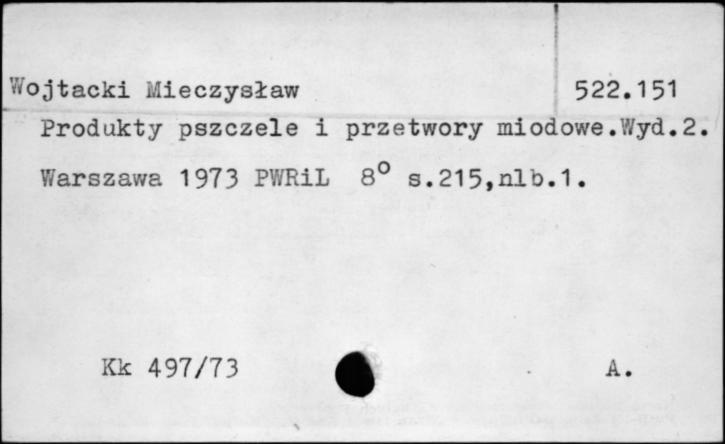 Wojtacki Mieczysław 522.151
Produkty pszczele i przetwory miodowe.Wyd.2.
Warszawa 1973 PWRiL 8° s.215,nlb.1.
Kk 497/73 A.